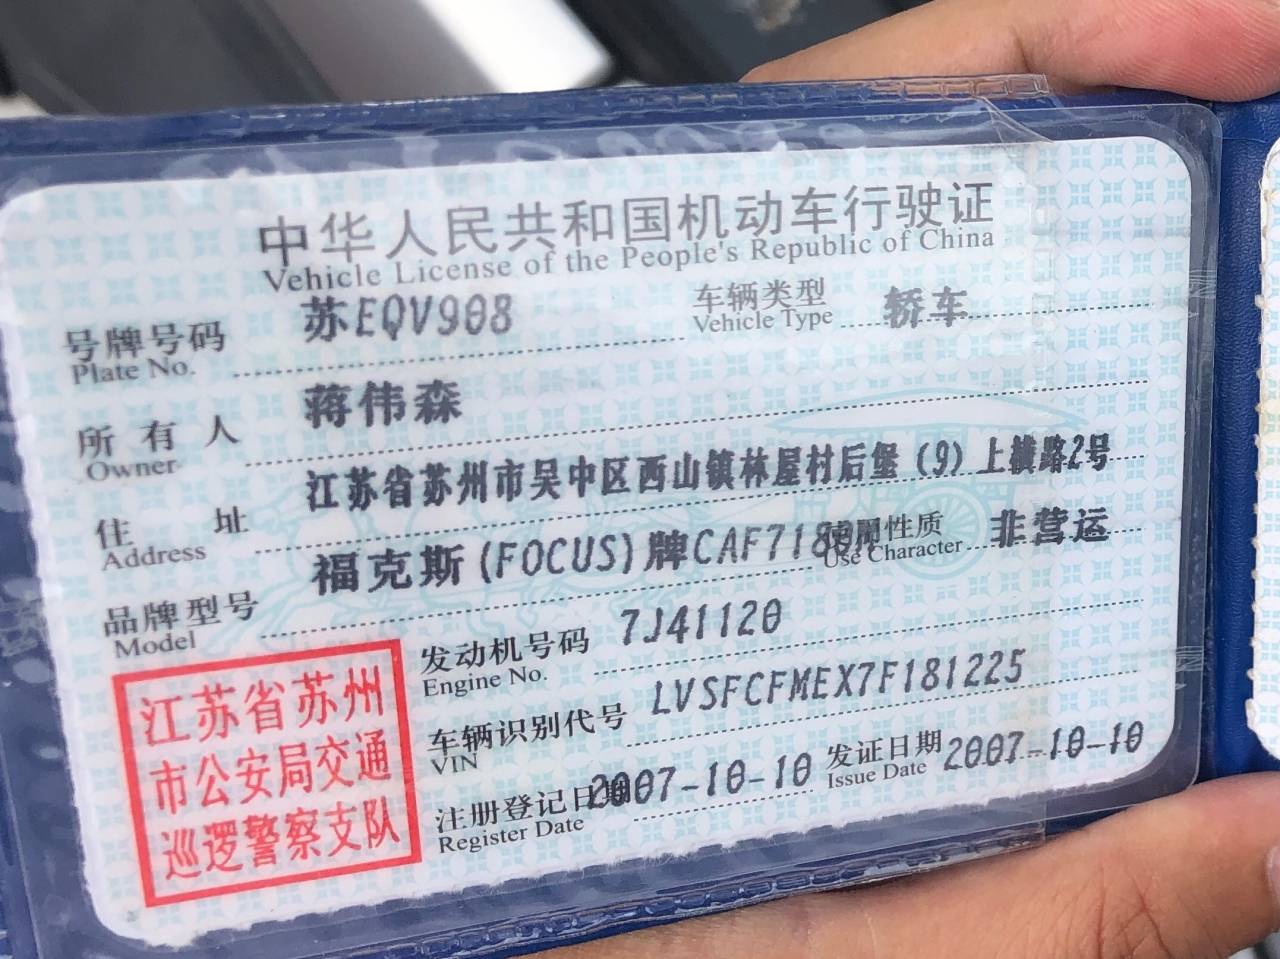 中华人民共和国机动车行驶证
Vehicle License of the People's Republic of China
号牌号码 苏EQV908 车辆类型 轿车
Plate No. Vehicle Type
所有人 蒋伟森
Owner
住址 江苏省苏州市吴中区西山镇林屋村后堡(9)上横路2号
Address
品牌型号 福克斯(FOCUS)牌CAF7180M 使用性质 非营运
Model Use Character
发动机号码 7J41120
Engine No.
车辆识别代号 LVSFCFMEX7F181225
VIN
注册登记日期 2007-10-10 发证日期 2007-10-10
Register Date Issue Date
江苏省苏州
市公安局交通
巡逻警察支队